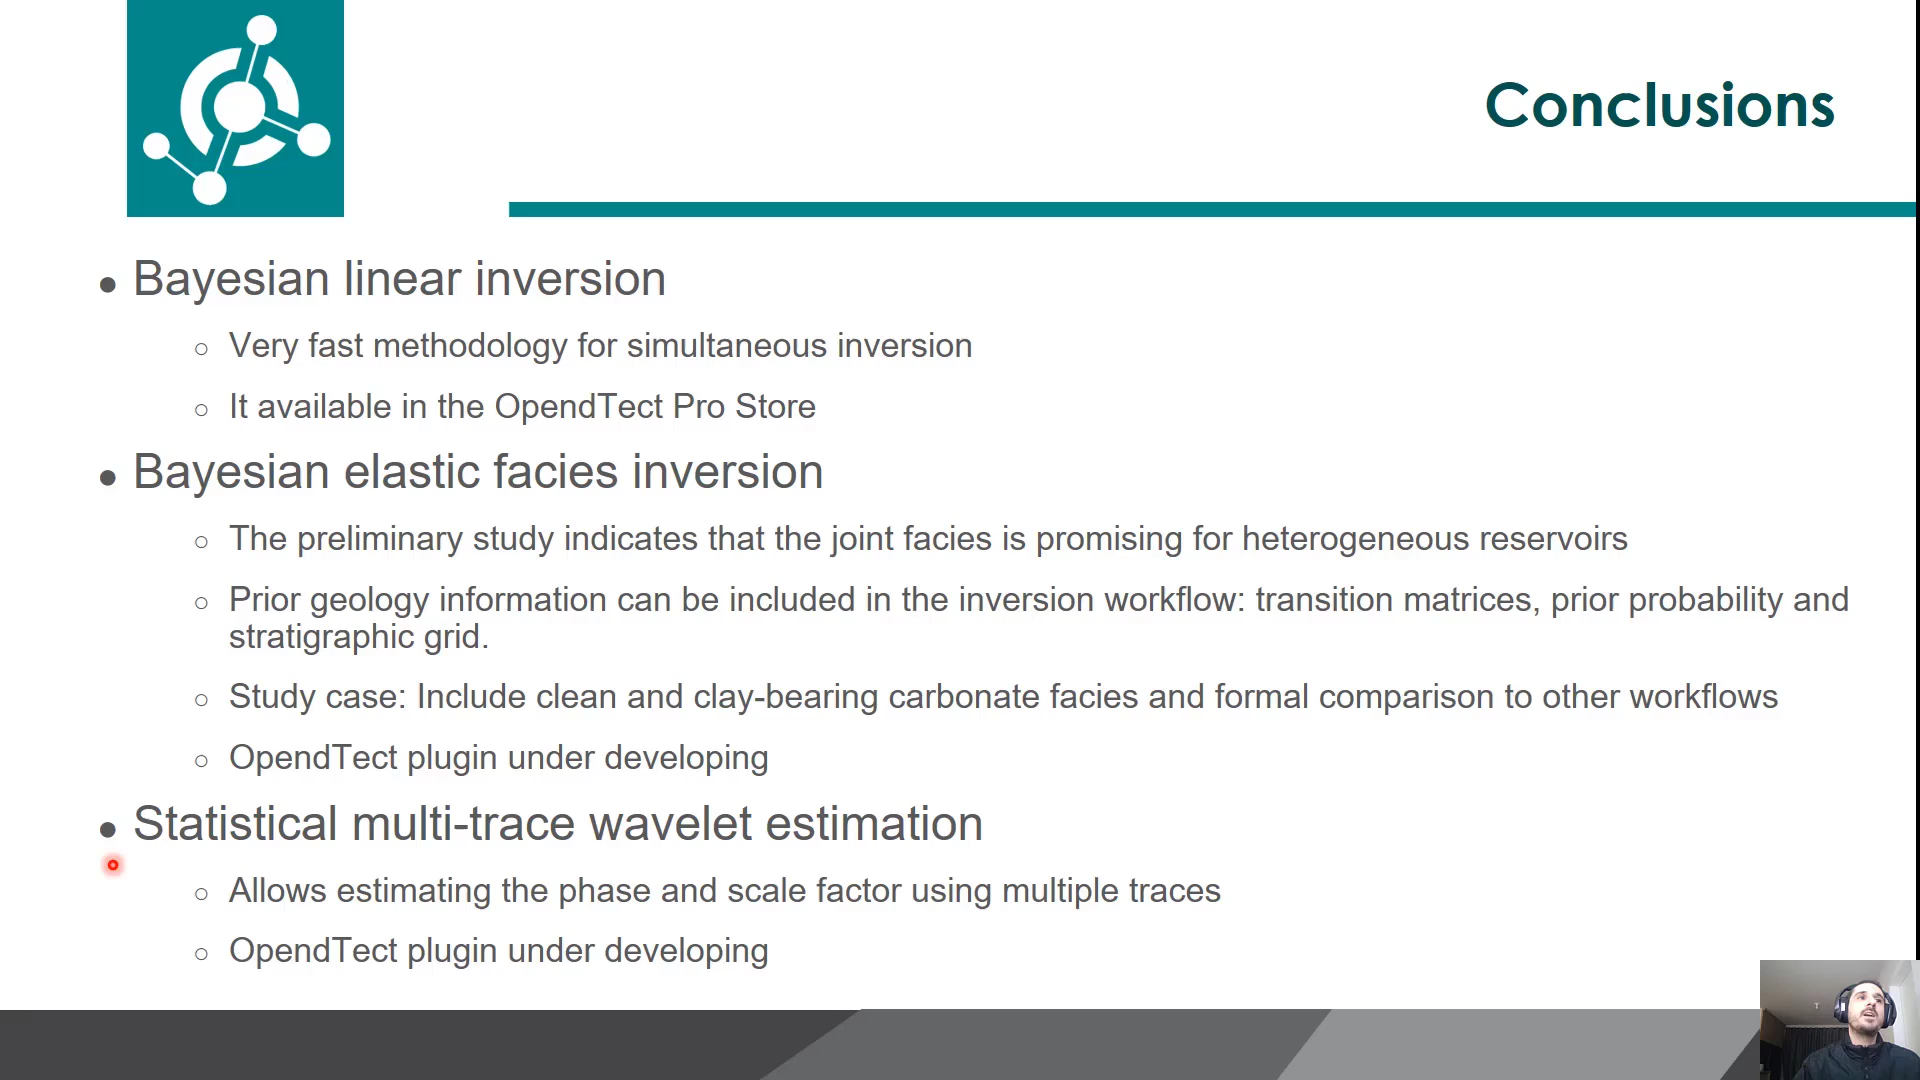 Conclusions
● Bayesian linear inversion
○ Very fast methodology for simultaneous inversion
○ It available in the OpendTect Pro Store
● Bayesian elastic facies inversion
○ The preliminary study indicates that the joint facies is promising for heterogeneous reservoirs
○ Prior geology information can be included in the inversion workflow: transition matrices, prior probability and
stratigraphic grid.
○ Study case: Include clean and clay-bearing carbonate facies and formal comparison to other workflows
○ OpendTect plugin under developing
● Statistical multi-trace wavelet estimation
○ Allows estimating the phase and scale factor using multiple traces
○ OpendTect plugin under developing